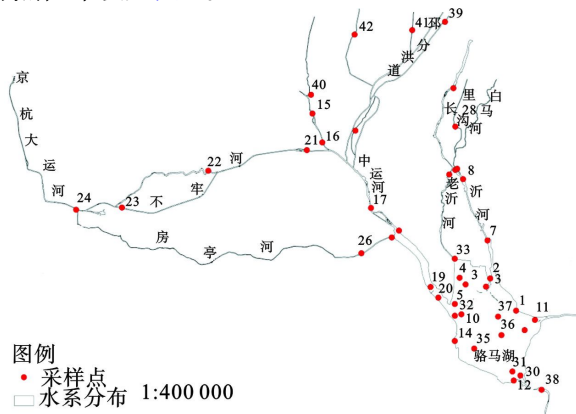 42
41
邳
39
分
洪
道
京
杭
大
运
河
40
15
16
21
22
河
牢
不
23
24
房
亭
河
26
中
运
河
17
里
白
长
28
马
沟
河
8
老
沂
河
沂
河
7
33
4
3
2
3
19
20
5
32
10
14
35
37
36
1
11
骆马湖
31
30
12
38
图例
采样点
水系分布 1:400 000